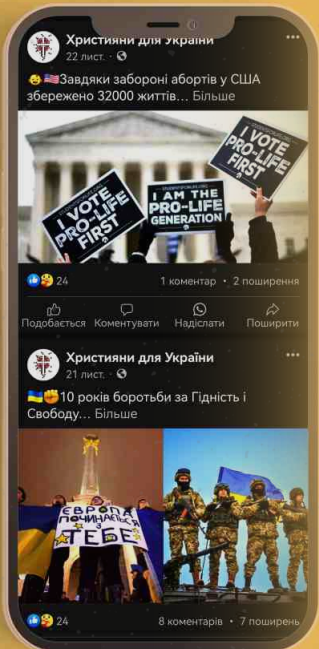 Християни для України
22 лист.
Завдяки забороні абортів у США
збережено 32000 життів... Більше
I VOTE
PRO-LIFE
FIRST
I AM THE
PRO-LIFE
GENERATION
I VOTE
PRO-LIFE
FIRST
24
1 коментар • 2 поширення
Подобається Коментувати Надіслати Поширити
Християни для України
21 лист.
10 років боротьби за Гідність і
Свободу... Більше
ЄВРОПА
ПОЧИНАЄТЬСЯ
З
ТЕБЕ
24
8 коментарів • 7 поширень